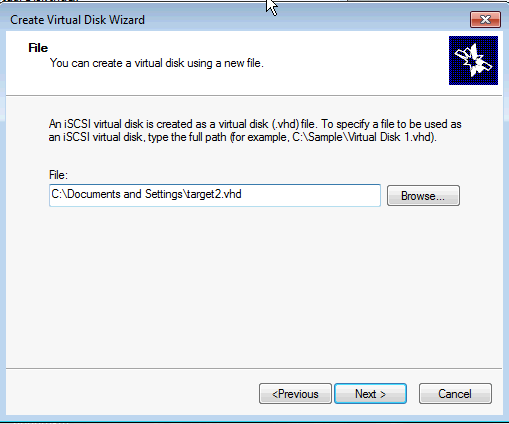 Create Virtual Disk Wizard
File
You can create a virtual disk using a new file.
An iSCSI virtual disk is created as a virtual disk (.vhd) file. To specify a file to be used as
an iSCSI virtual disk, type the full path (for example, C:\Sample\Virtual Disk 1.vhd).
File:
C:\Documents and Settings\target2.vhd
Browse...
<Previous
Next >
Cancel